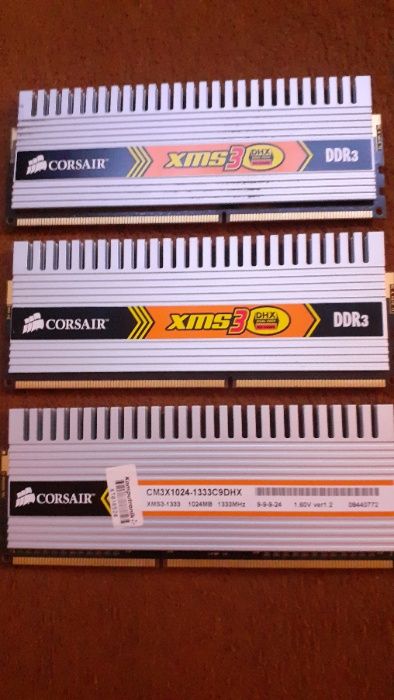 CORSAIR XMS3 DHX DDR3
CORSAIR XMS3 DHX DDR3
CORSAIR
Komputronik
CM3X1024-1333C9DHX
XMS3-1333 1024MB 1333MHz 9-9-9-24 1.60V ver1.2 08440772